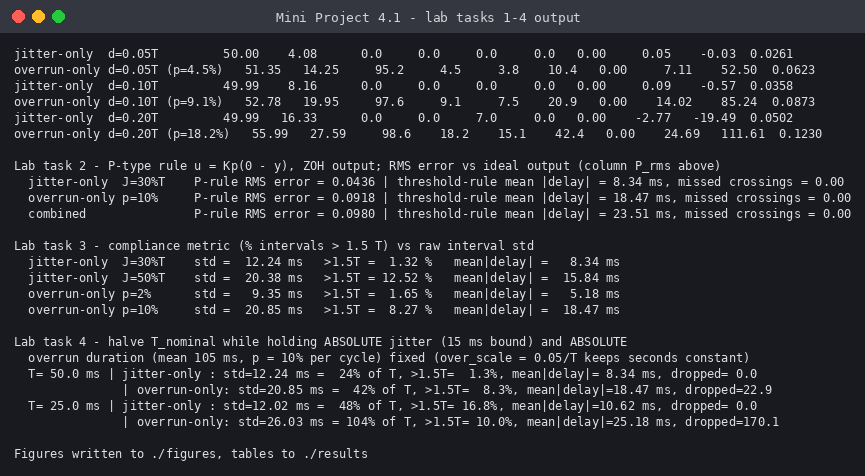 Mini Project 4.1 - lab tasks 1-4 output
jitter-only  d=0.05T         50.00    4.08      0.0     0.0     0.0     0.0   0.00     0.05    -0.03  0.0261
overrun-only d=0.05T (p=4.5%)   51.35   14.25     95.2     4.5     3.8    10.4   0.00     7.11    52.50  0.0623
jitter-only  d=0.10T         49.99    8.16      0.0     0.0     0.0     0.0   0.00     0.09    -0.57  0.0358
overrun-only d=0.10T (p=9.1%)   52.78   19.95     97.6     9.1     7.5    20.9   0.00    14.02    85.24  0.0873
jitter-only  d=0.20T         49.99   16.33      0.0     0.0     7.0     0.0   0.00    -2.77   -19.49  0.0502
overrun-only d=0.20T (p=18.2%)   55.99   27.59     98.6    18.2    15.1    42.4   0.00    24.69   111.61  0.1230
Lab task 2 - P-type rule u = Kp(0 - y), ZOH output; RMS error vs ideal output (column P_rms above)
  jitter-only  J=30%T    P-rule RMS error = 0.0436 | threshold-rule mean |delay| = 8.34 ms, missed crossings = 0.00
  overrun-only p=10%     P-rule RMS error = 0.0918 | threshold-rule mean |delay| = 18.47 ms, missed crossings = 0.00
  combined               P-rule RMS error = 0.0980 | threshold-rule mean |delay| = 23.51 ms, missed crossings = 0.00
Lab task 3 - compliance metric (% intervals > 1.5 T) vs raw interval std
  jitter-only  J=30%T    std =  12.24 ms   >1.5T =  1.32 %   mean|delay| =   8.34 ms
  jitter-only  J=50%T    std =  20.38 ms   >1.5T = 12.52 %   mean|delay| =  15.84 ms
  overrun-only p=2%      std =   9.35 ms   >1.5T =  1.65 %   mean|delay| =   5.18 ms
  overrun-only p=10%     std =  20.85 ms   >1.5T =  8.27 %   mean|delay| =  18.47 ms
Lab task 4 - halve T_nominal while holding ABSOLUTE jitter (15 ms bound) and ABSOLUTE
  overrun duration (mean 105 ms, p = 10% per cycle) fixed (over_scale = 0.05/T keeps seconds constant)
  T= 50.0 ms | jitter-only : std=12.24 ms =  24% of T, >1.5T=  1.3%, mean|delay|= 8.34 ms, dropped= 0.0
               | overrun-only: std=20.85 ms =  42% of T, >1.5T=  8.3%, mean|delay|=18.47 ms, dropped=22.9
  T= 25.0 ms | jitter-only : std=12.02 ms =  48% of T, >1.5T= 16.8%, mean|delay|=10.62 ms, dropped= 0.0
               | overrun-only: std=26.03 ms = 104% of T, >1.5T= 10.0%, mean|delay|=25.18 ms, dropped=170.1
Figures written to ./figures, tables to ./results